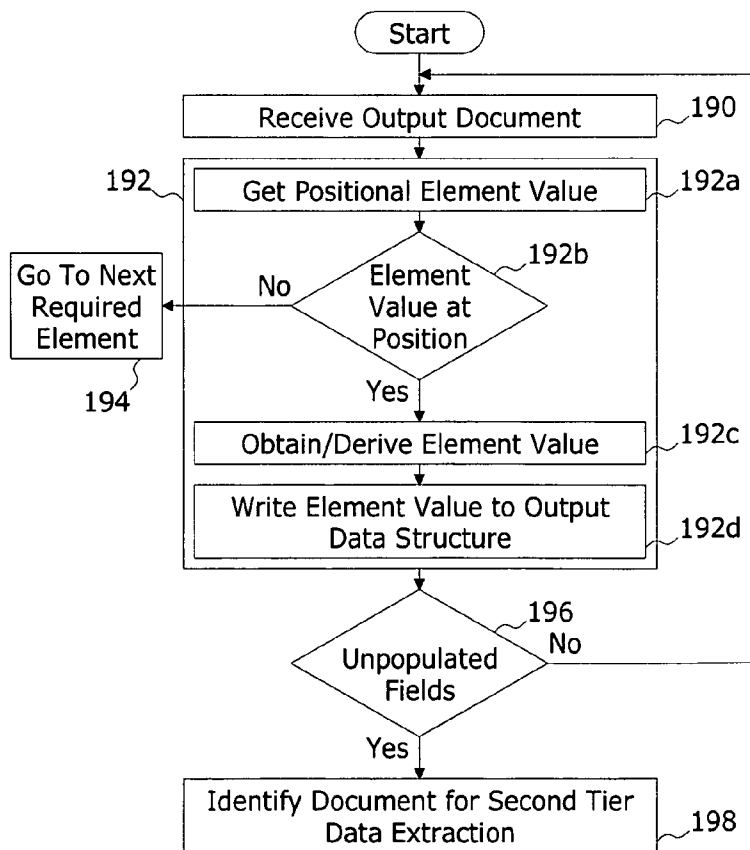 Start
Receive Output Document
190
192
Get Positional Element Value
192a
192b
Element
Value at
Position
No
Go To Next
Required
Element
194
Yes
Obtain/Derive Element Value
192c
Write Element Value to Output
Data Structure
192d
196
Unpopulated
Fields
No
Yes
Identify Document for Second Tier
Data Extraction
198